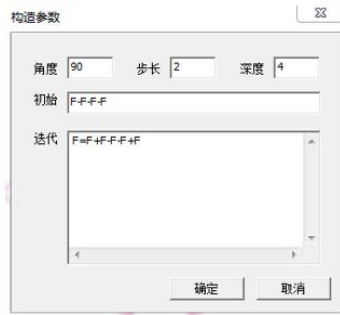 构造参数
角度 90 步长 2 深度 4
初始 F-F-F-F
迭代 F=F+F-F-F+F
确定 取消